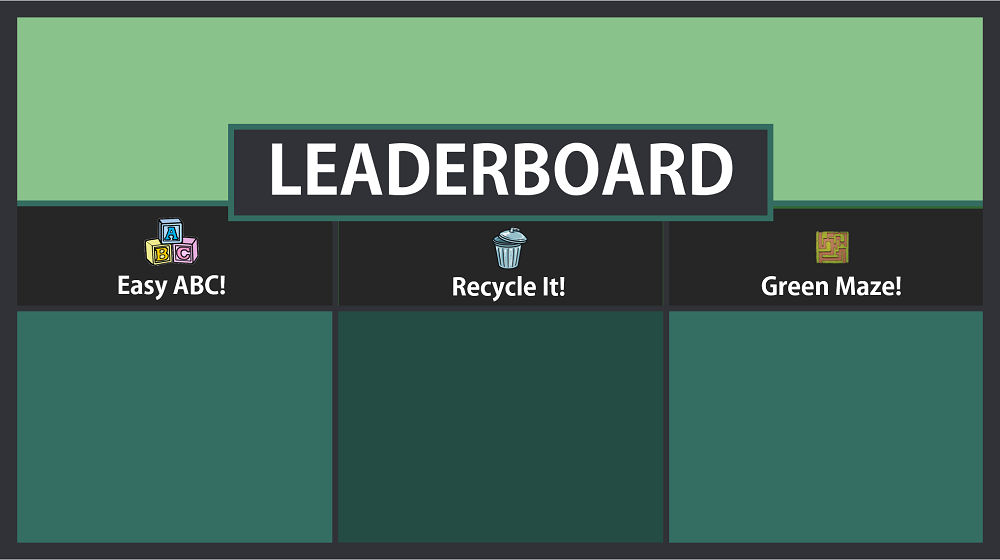 LEADERBOARD
A
B C
Easy ABC!
Recycle It!
Green Maze!